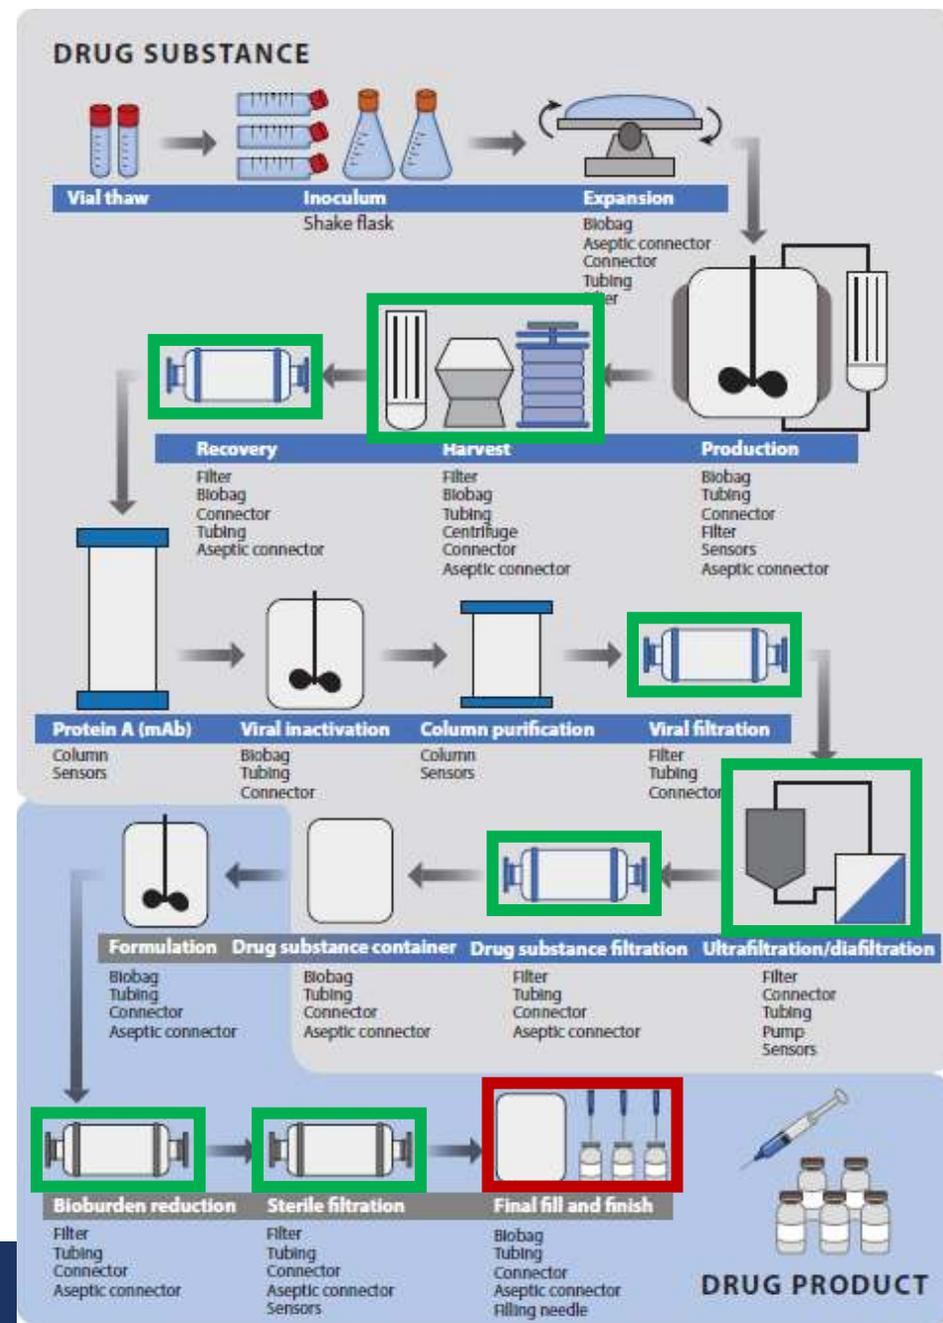 DRUG SUBSTANCE
Vial thaw
Inoculum
Expansion
Shake flask
Biobag
Aseptic connector
Connector
Tubing
Recovery
Harvest
Production
Filter
Biobag
Connector
Tubing
Aseptic connector
Filter
Biobag
Tubing
Centrifuge
Connector
Aseptic connector
Biobag
Tubing
Connector
Filter
Sensors
Aseptic connector
Protein A (mAb)
Viral inactivation
Column purification
Viral filtration
Column
Sensors
Biobag
Tubing
Connector
Column
Sensors
Filter
Tubing
Connector
Formulation
Drug substance container
Drug substance filtration
Ultrafiltration/diafiltration
Biobag
Tubing
Connector
Aseptic connector
Biobag
Tubing
Connector
Aseptic connector
Filter
Tubing
Connector
Aseptic connector
Filter
Connector
Tubing
Pump
Sensors
Bioburden reduction
Sterile filtration
Final fill and finish
Filter
Tubing
Connector
Aseptic connector
Filter
Tubing
Connector
Aseptic connector
Sensors
Biobag
Tubing
Connector
Aseptic connector
Filling needle
DRUG PRODUCT